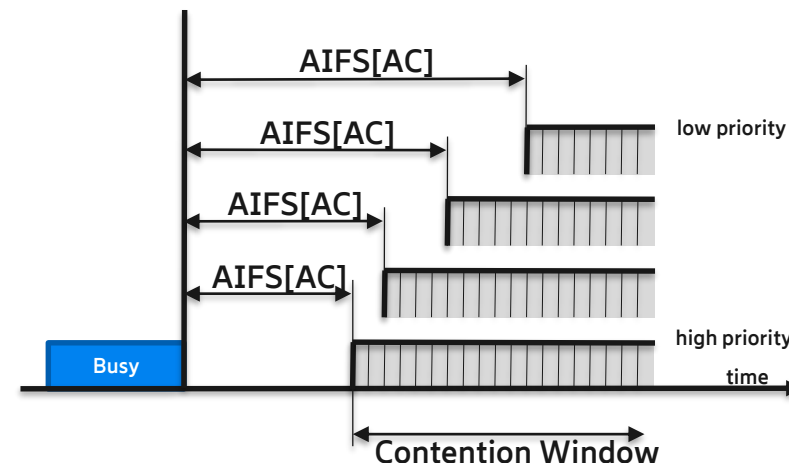 AIFS[AC]
low priority
AIFS[AC]
AIFS[AC]
AIFS[AC]
high priority
Busy
time
Contention Window